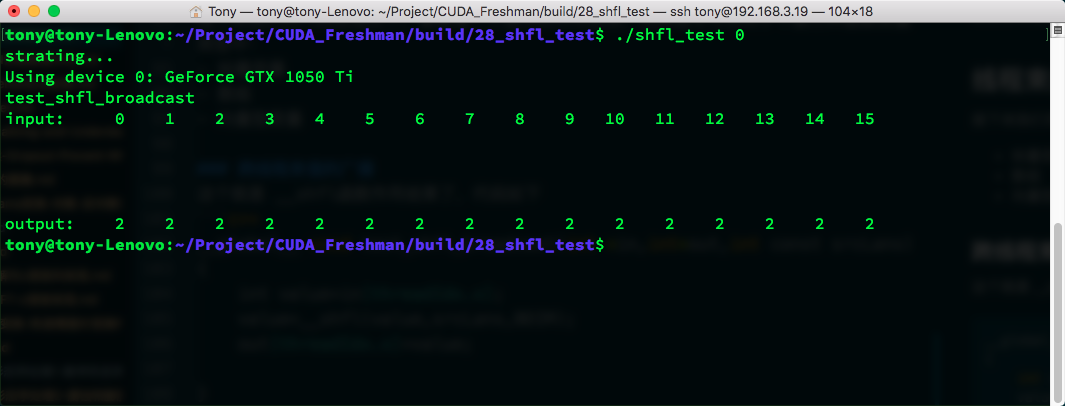 Tony — tony@tony-Lenovo: ~/Project/CUDA_Freshman/build/28_shfl_test — ssh tony@192.168.3.19 — 104×18
tony@tony-Lenovo:~/Project/CUDA_Freshman/build/28_shfl_test$ ./shfl_test 0
strating...
Using device 0: GeForce GTX 1050 Ti
test_shfl_broadcast
input: 0 1 2 3 4 5 6 7 8 9 10 11 12 13 14 15
output: 2 2 2 2 2 2 2 2 2 2 2 2 2 2 2 2
tony@tony-Lenovo:~/Project/CUDA_Freshman/build/28_shfl_test$